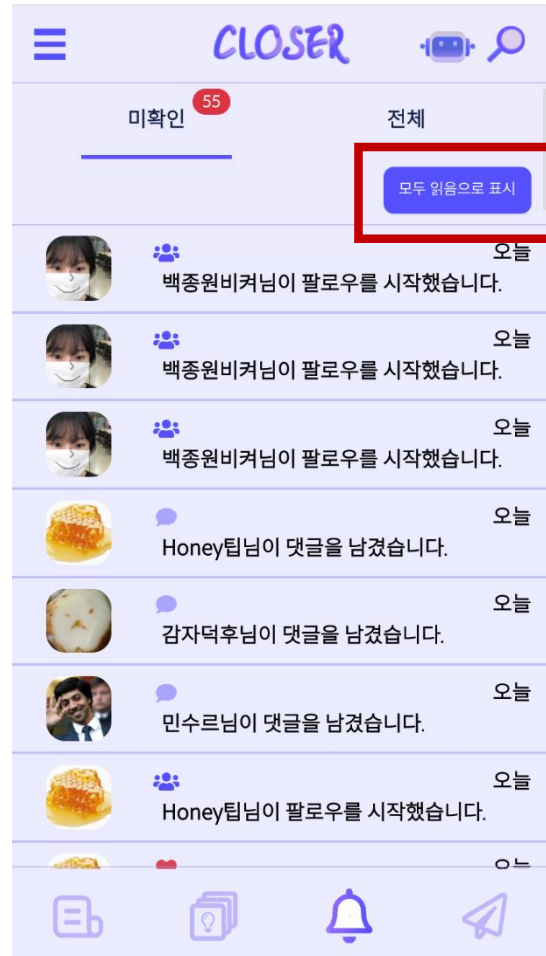 CLOSER
미확인 55 전체
모두 읽음으로 표시
오늘
백종원비켜님이 팔로우를 시작했습니다.
오늘
백종원비켜님이 팔로우를 시작했습니다.
오늘
백종원비켜님이 팔로우를 시작했습니다.
오늘
Honey팁님이 댓글을 남겼습니다.
오늘
감자덕후님이 댓글을 남겼습니다.
오늘
민수르님이 댓글을 남겼습니다.
오늘
Honey팁님이 팔로우를 시작했습니다.